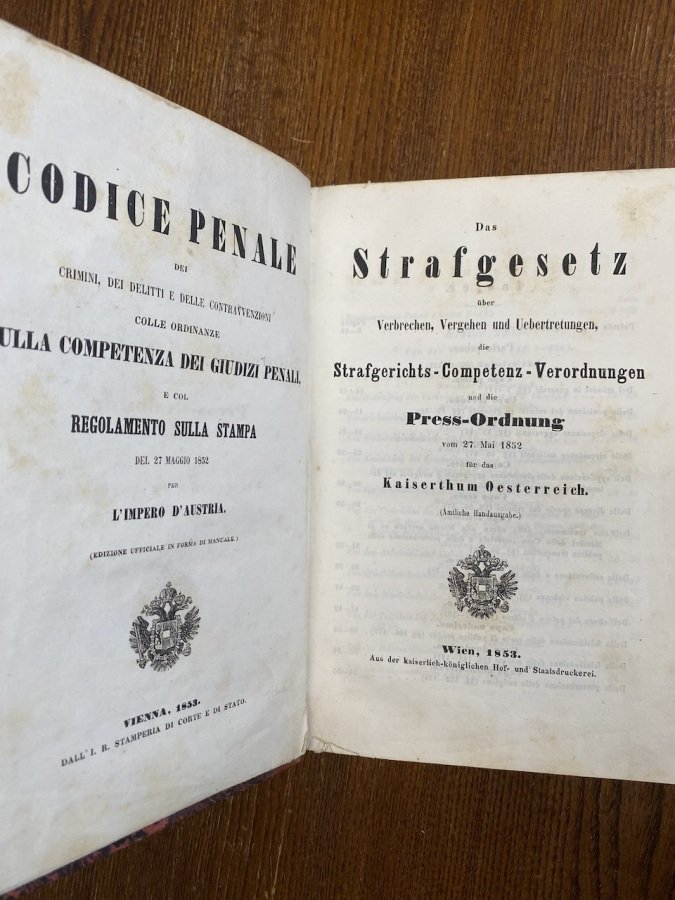 CODICE PENALE
DEI
CRIMINI, DEI DELITTI E DELLE CONTRAVVENZIONI
COLLE ORDINANZE
ULLA COMPETENZA DEI GIUDIZI PENALI,
E COL
REGOLAMENTO SULLA STAMPA
DEL 27 MAGGIO 1852
PER
L'IMPERO D'AUSTRIA.
(EDIZIONE UFFICIALE IN FORMA DI MANUALE)
VIENNA, 1853.
DALL' I. R. STAMPERIA DI CORTE E DI STATO.
Das
Strafgesetz
über
Verbrechen, Vergehen und Uebertretungen,
die
Strafgerichts-Competenz-Verordnungen
und die
Press-Ordnung
vom 27. Mai 1852
für das
Kaiserthum Oesterreich.
(Amtliche Handausgabe.)
Wien, 1853.
Aus der kaiserlich-königlichen Hof- und Staatsdruckerei.